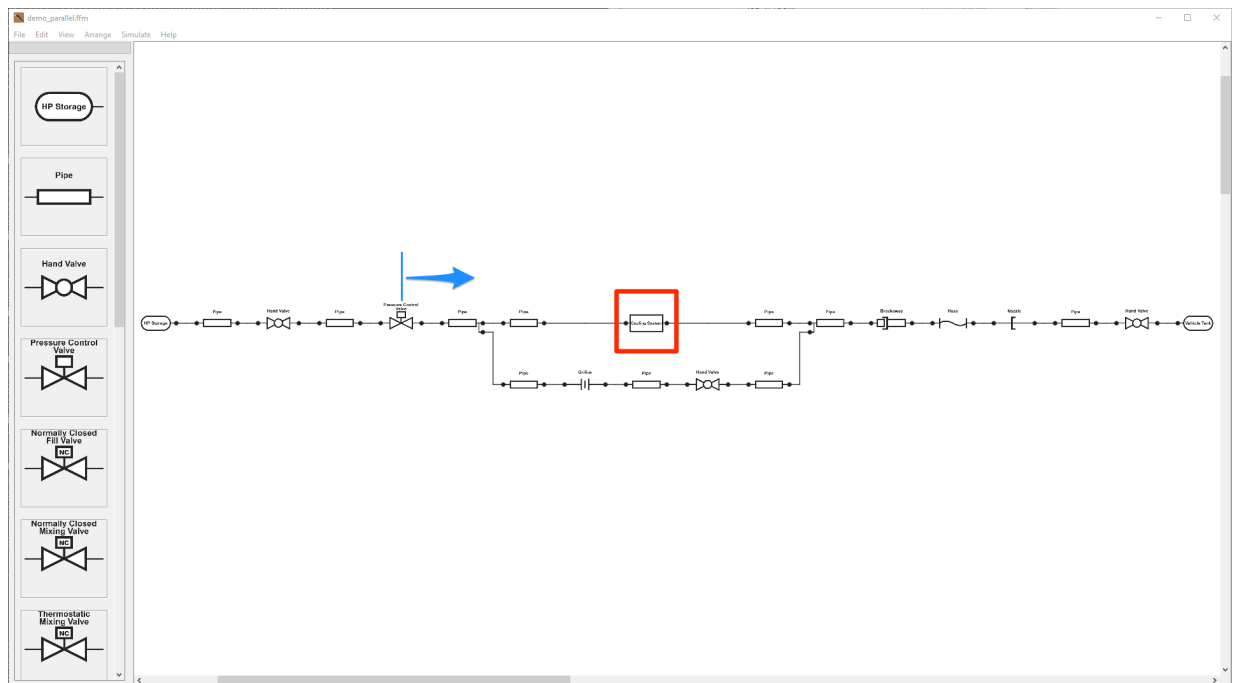 demo_parallel.ffm
File Edit View Arrange Simulate Help
HP Storage
Pipe
Hand Valve
Pressure Control
Valve
Normally Closed
Fill Valve
NC
Normally Closed
Mixing Valve
NC
Thermostatic
Mixing Valve
NC
HP Storage
Pipe
Hand Valve
Pipe
Pressure Control
Valve
Pipe
Pipe
Cooling System
Pipe
Pipe
Breakaway
Hose
Nozzle
Pipe
Hand Valve
Vehicle Tank
Pipe
Orifice
Pipe
Hand Valve
Pipe